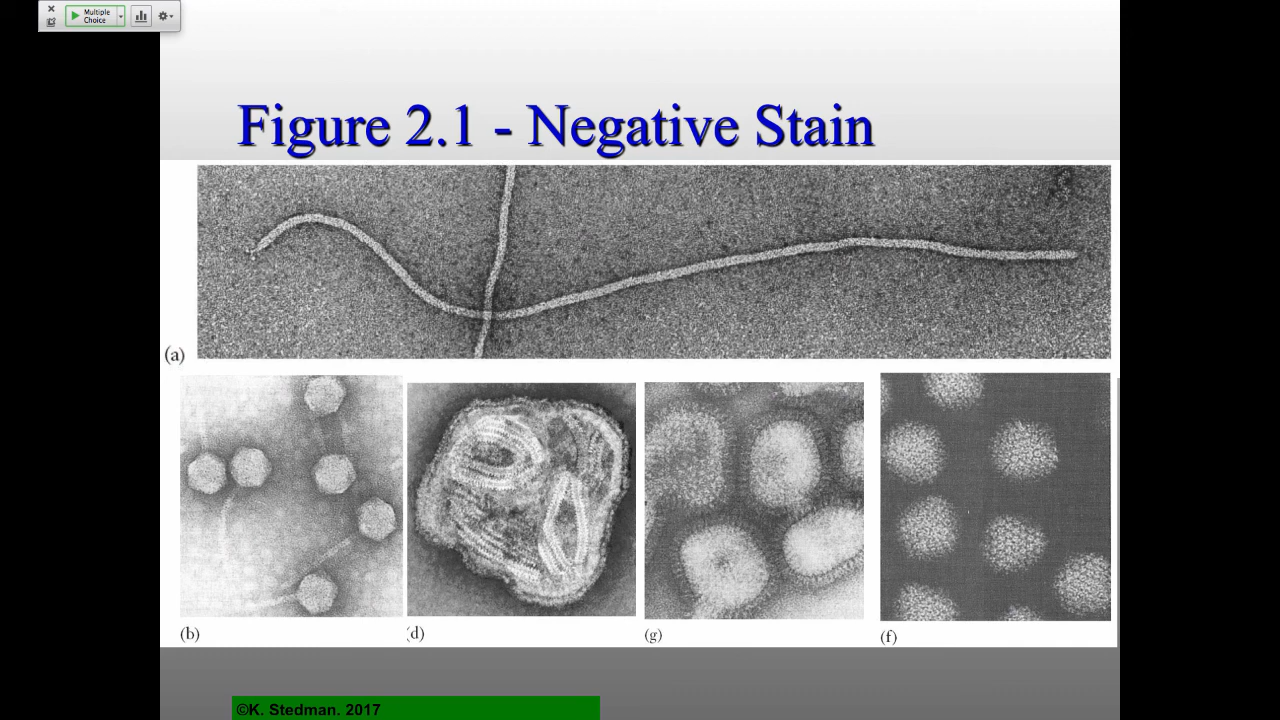 Multiple
Choice
Figure 2.1 - Negative Stain
(a)
(b)
(d)
(g)
(f)
©K. Stedman. 2017